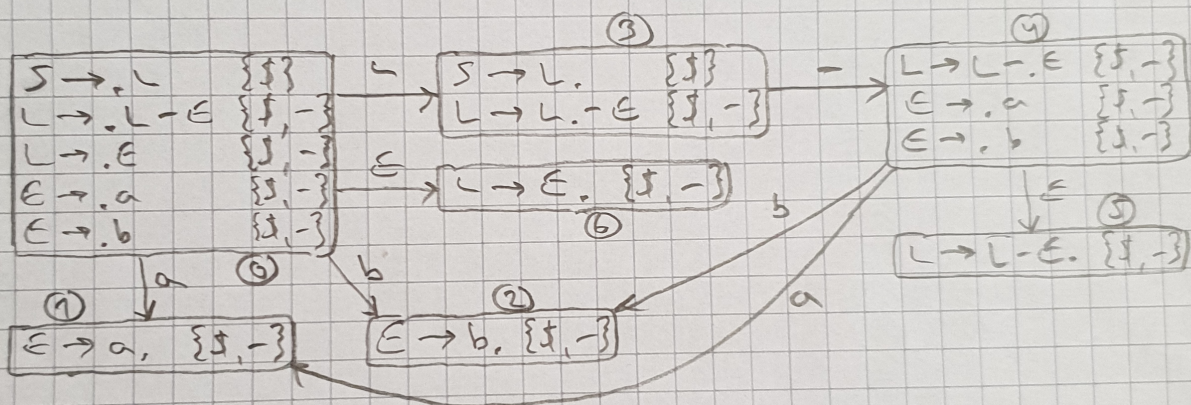 ③
④
S → .L {$}
L → .L - E {$, -}
L → .E {$, -}
E → .a {$, -}
E → .b {$, -}
L
S → L. {$}
L → L. - E {$, -}
-
L → L - .E {$, -}
E → .a {$, -}
E → .b {$, -}
E
L → E. {$, -}
⑥
b
E
⑤
L → L - E. {$, -}
a
⓪
b
a
①
E → a. {$, -}
②
E → b. {$, -}